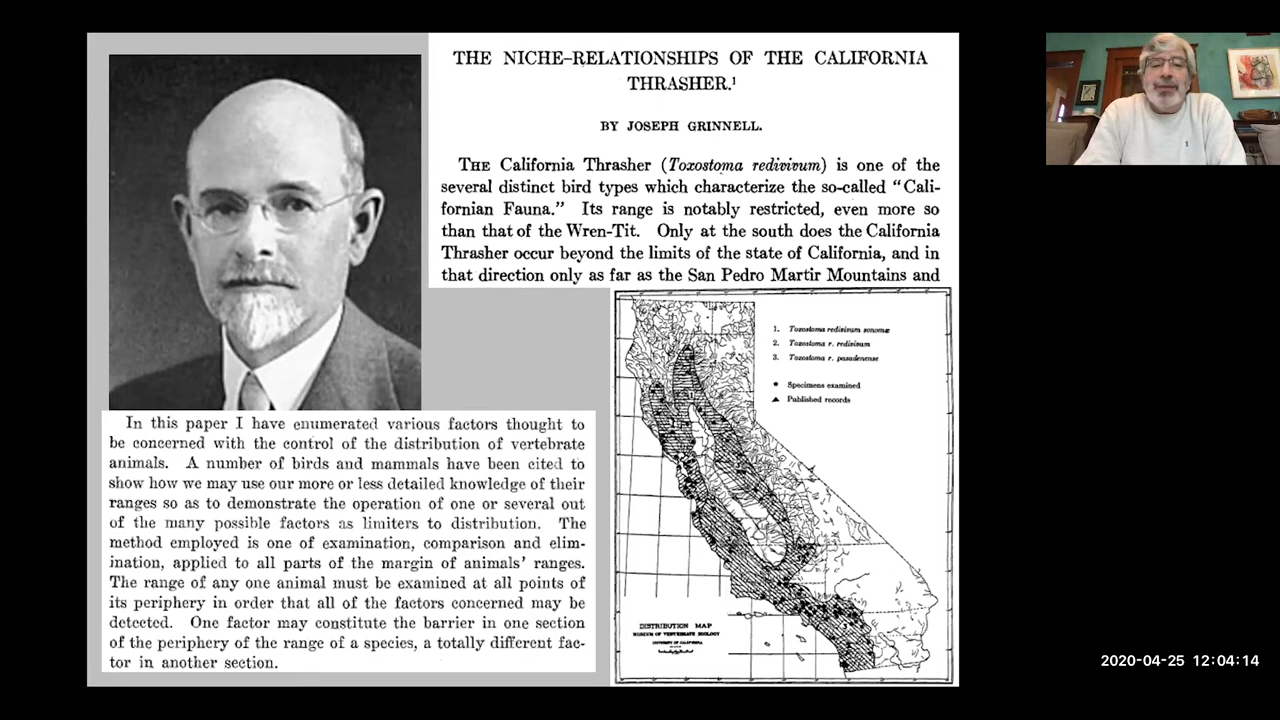 THE NICHE-RELATIONSHIPS OF THE CALIFORNIA
THRASHER.¹
BY JOSEPH GRINNELL.
THE California Thrasher (Toxostoma redivivum) is one of the
several distinct bird types which characterize the so-called “Cali-
fornian Fauna.” Its range is notably restricted, even more so
than that of the Wren-Tit. Only at the south does the California
Thrasher occur beyond the limits of the state of California, and in
that direction only as far as the San Pedro Martir Mountains and
In this paper I have enumerated various factors thought to
be concerned with the control of the distribution of vertebrate
animals. A number of birds and mammals have been cited to
show how we may use our more or less detailed knowledge of their
ranges so as to demonstrate the operation of one or several out
of the many possible factors as limiters to distribution. The
method employed is one of examination, comparison and elim-
ination, applied to all parts of the margin of animals’ ranges.
The range of any one animal must be examined at all points of
its periphery in order that all of the factors concerned may be
detected. One factor may constitute the barrier in one section
of the periphery of the range of a species, a totally different fac-
tor in another section.
1. Toxostoma redivivum sonomæ
2. Toxostoma r. redivivum
3. Toxostoma r. pasadenense
Specimens examined
Published records
DISTRIBUTION MAP
MUSEUM OF VERTEBRATE ZOOLOGY
UNIVERSITY OF CALIFORNIA
2020-04-25 12:04:14